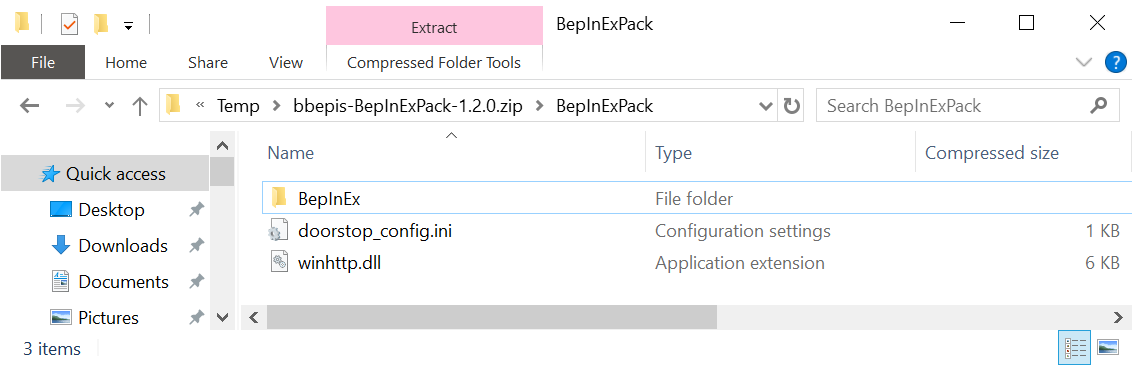 Extract BepInExPack
File Home Share View Compressed Folder Tools ?
« Temp > bbepis-BepInExPack-1.2.0.zip > BepInExPack Search BepInExPack
Name Type Compressed size
Quick access
Desktop
Downloads
Documents
Pictures
BepInEx File folder
doorstop_config.ini Configuration settings 1 KB
winhttp.dll Application extension 6 KB
3 items